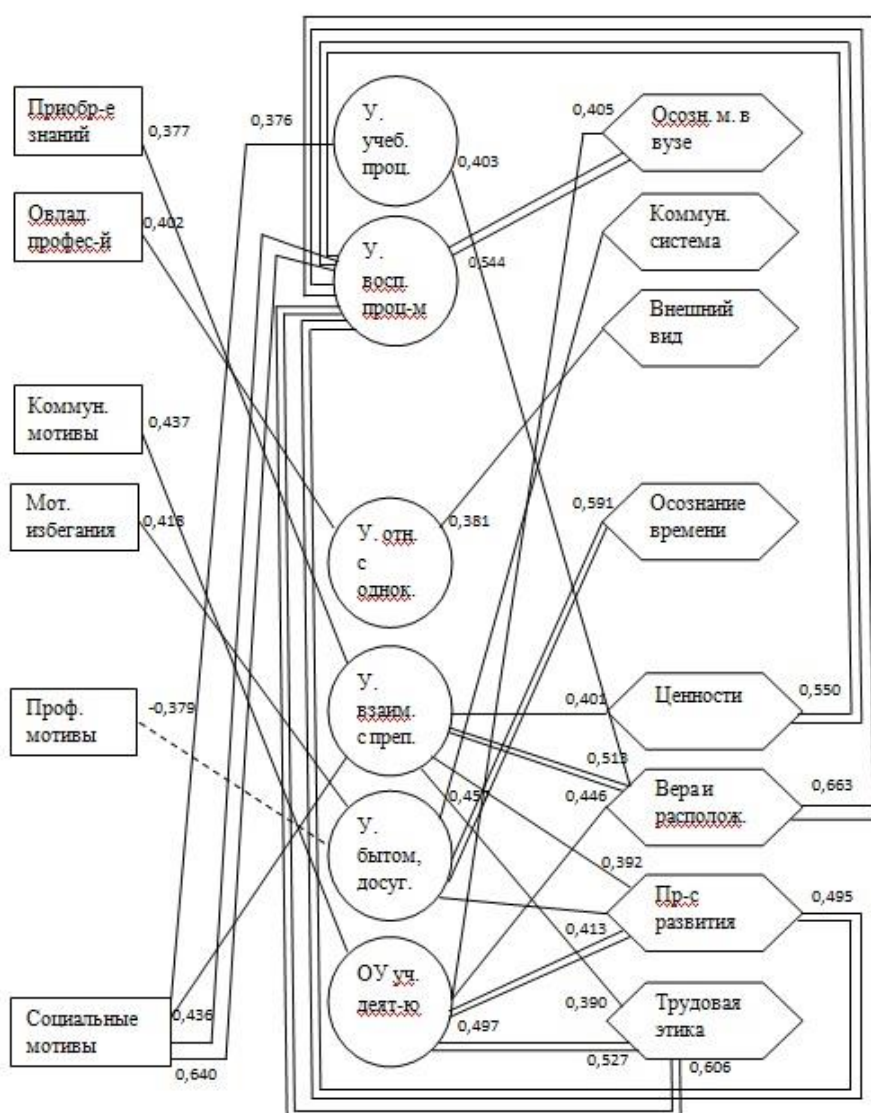 Приобр-е
знаний
0,377
0,376
У.
учеб.
проц.
0,403
0,405
Осозн. м. в
вузе
Овлад.
профес-й
0,402
У.
восп.
проц-м
0,544
Коммун.
система
Внешний
вид
Коммун.
мотивы
0,437
Мот.
избегания
0,418
У. отн.
с
однок.
0,381
0,591
Осознание
времени
Проф.
мотивы
-0,379
У.
взаим.
с преп.
0,401
Ценности
0,550
0,513
0,446
Вера и
располож.
0,663
0,457
У.
бытом,
досуг.
0,392
Пр-с
развития
0,495
0,413
ОУ уч.
деят-ю
0,497
0,390
Трудовая
этика
0,527
0,606
Социальные
мотивы
0,436
0,640